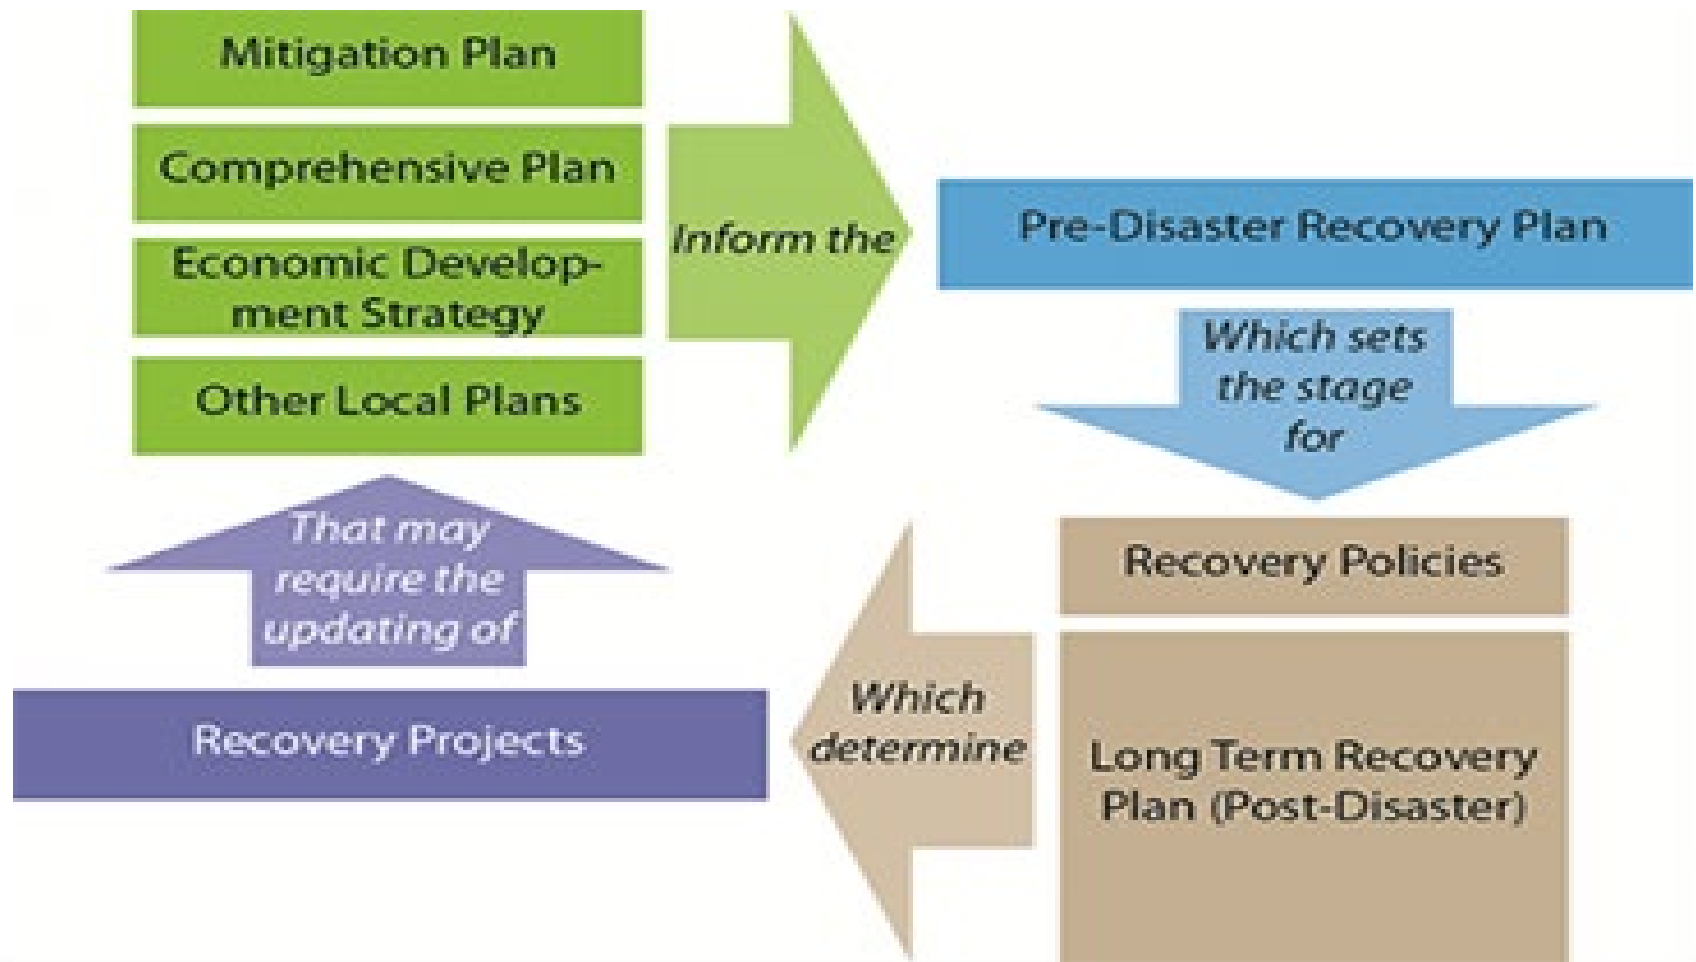 Mitigation Plan
Comprehensive Plan
Economic Develop-
ment Strategy
Other Local Plans
Inform the
Pre-Disaster Recovery Plan
Which sets
the stage
for
Recovery Policies
Long Term Recovery
Plan (Post-Disaster)
Which
determine
Recovery Projects
That may
require the
updating of